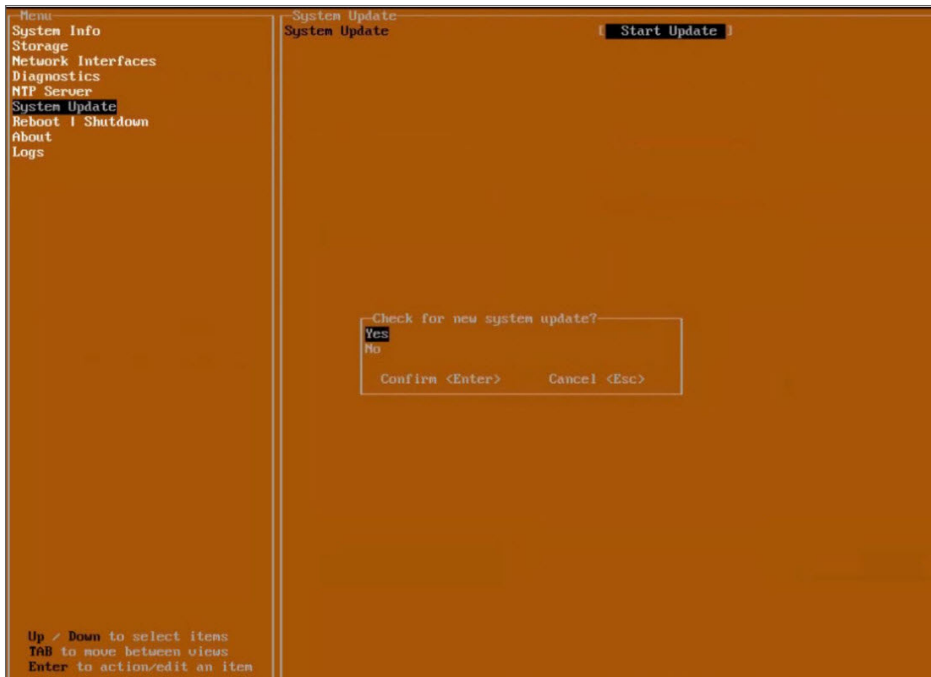 Menu
System Info
Storage
Network Interfaces
Diagnostics
NTP Server
System Update
Reboot | Shutdown
About
Logs
Up / Down to select items
TAB to move between views
Enter to action/edit an item
System Update
System Update [ Start Update ]
Check for new system update?
Yes
No
Confirm <Enter> Cancel <Esc>